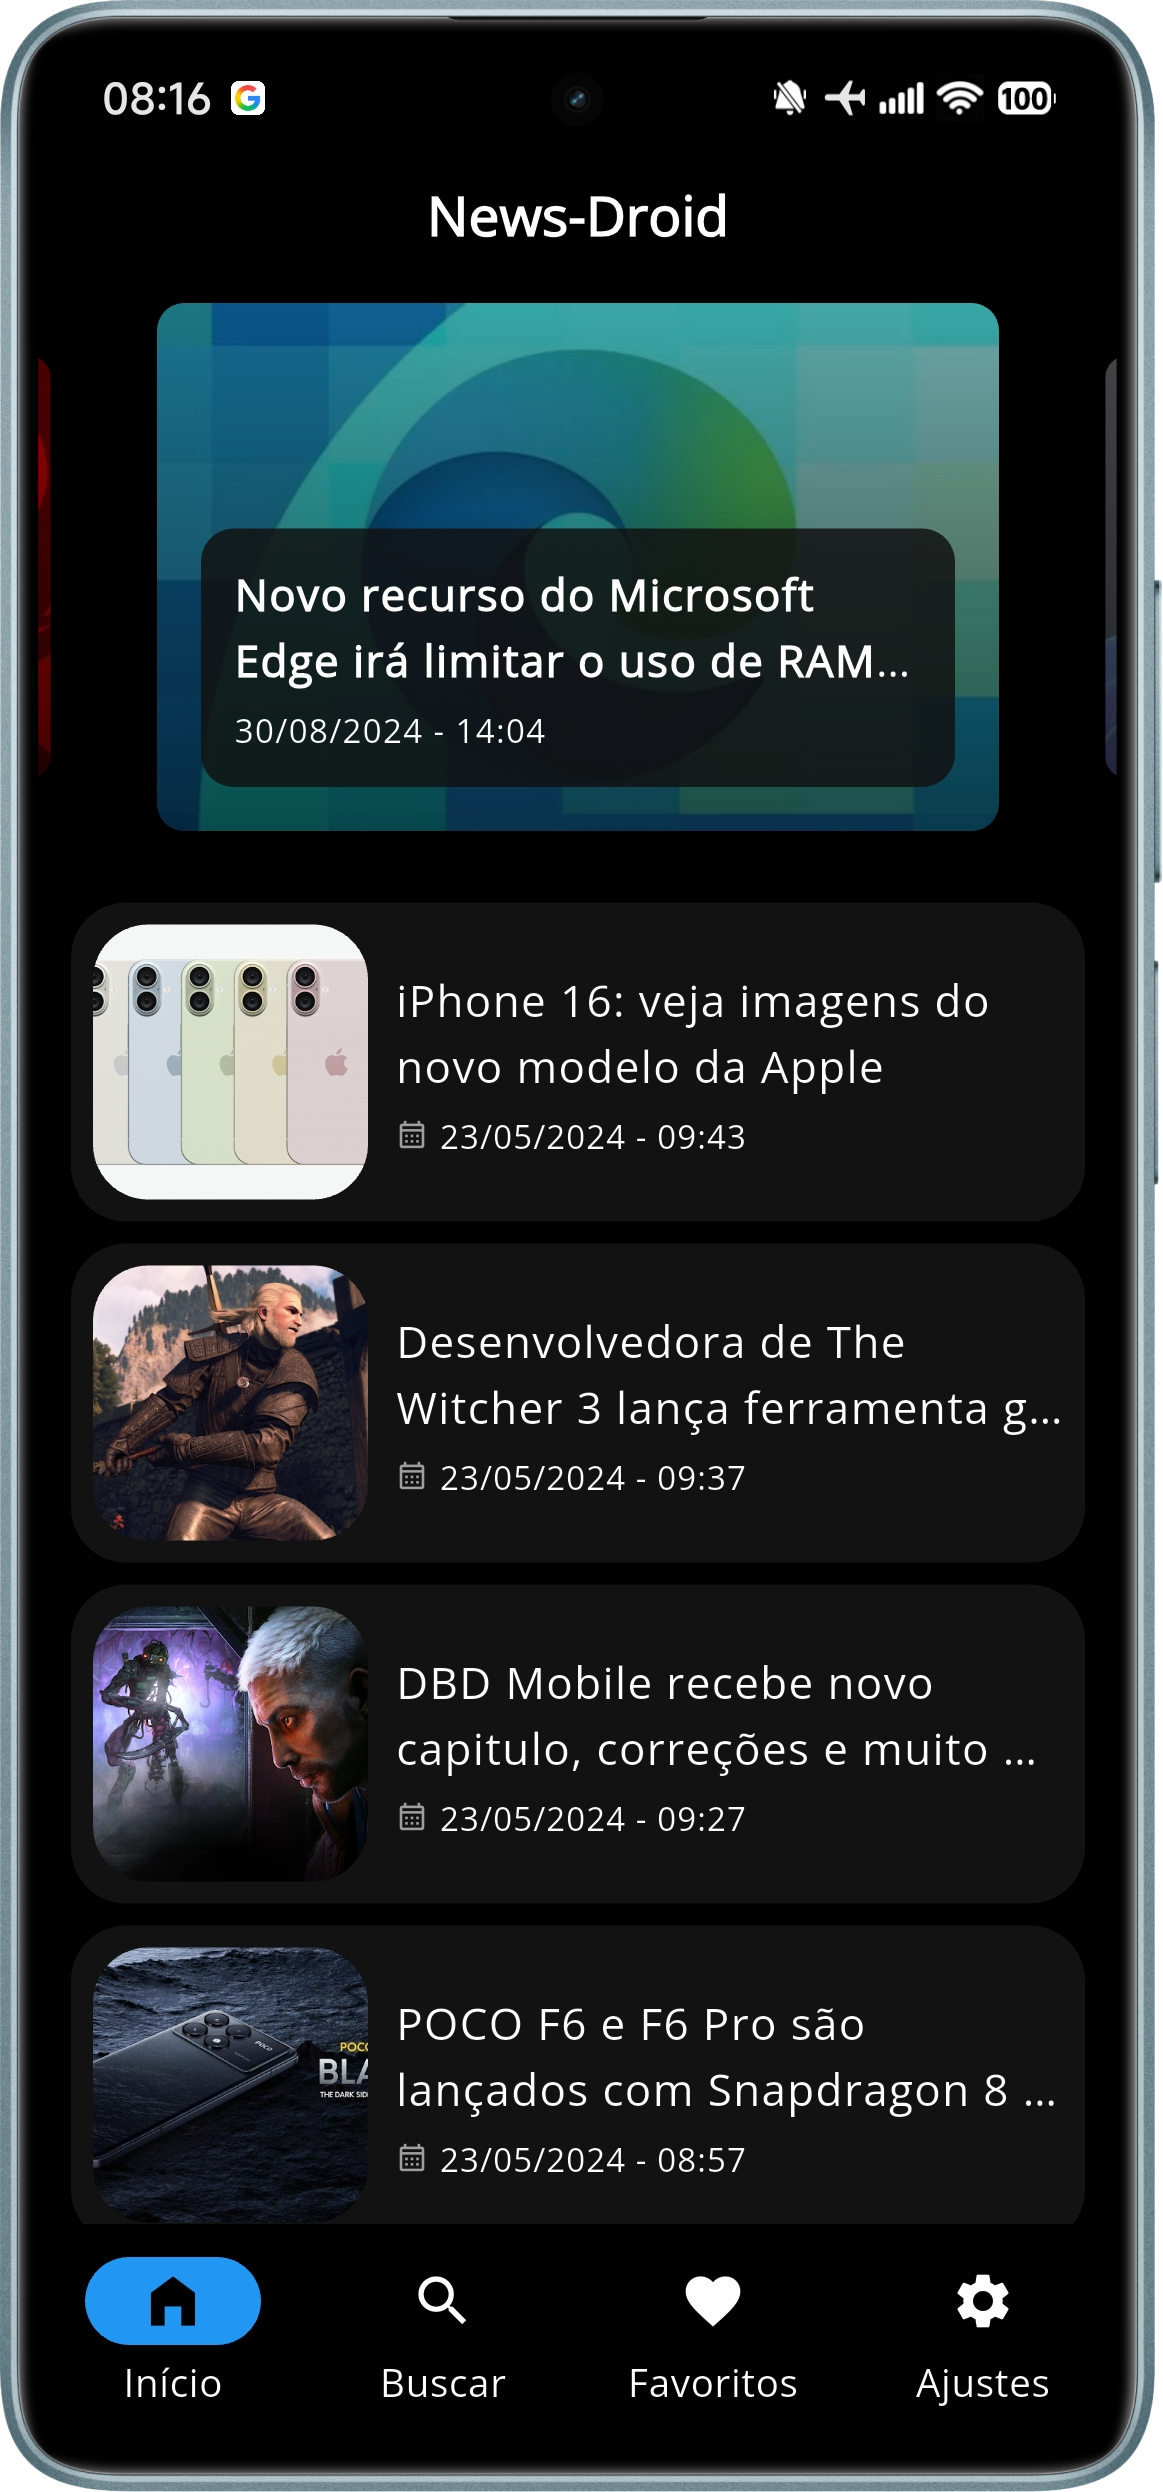 08:16
100
News-Droid
Novo recurso do Microsoft
Edge irá limitar o uso de RAM...
30/08/2024 - 14:04
iPhone 16: veja imagens do
novo modelo da Apple
23/05/2024 - 09:43
Desenvolvedora de The
Witcher 3 lança ferramenta g...
23/05/2024 - 09:37
DBD Mobile recebe novo
capitulo, correções e muito ...
23/05/2024 - 09:27
POCO F6 e F6 Pro são
lançados com Snapdragon 8 ...
23/05/2024 - 08:57
POCO
POCO
BLA
THE DARK SID
Início
Buscar
Favoritos
Ajustes